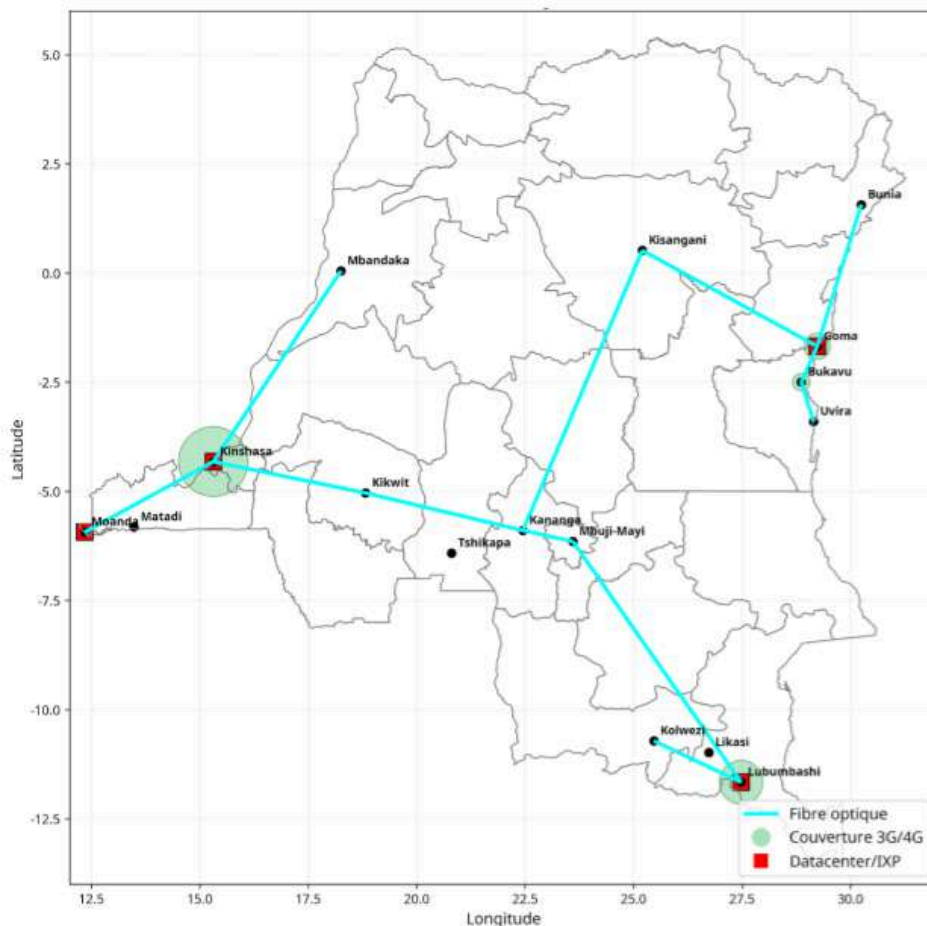 5.0
Bunia
2.5
Kisangani
Mbandaka
0.0
Goma
Bukavu
-2.5
Uvira
Latitude
Kinshasa
Kikwit
-5.0
Kananga
Moanda
Matadi
Mbuji-Mayi
Tshikapa
-7.5
-10.0
Kolwezi
Likasi
Lubumbashi
Fibre optique
-12.5
Couverture 3G/4G
Datacenter/IXP
12.5 15.0 17.5 20.0 22.5 25.0 27.5 30.0
Longitude